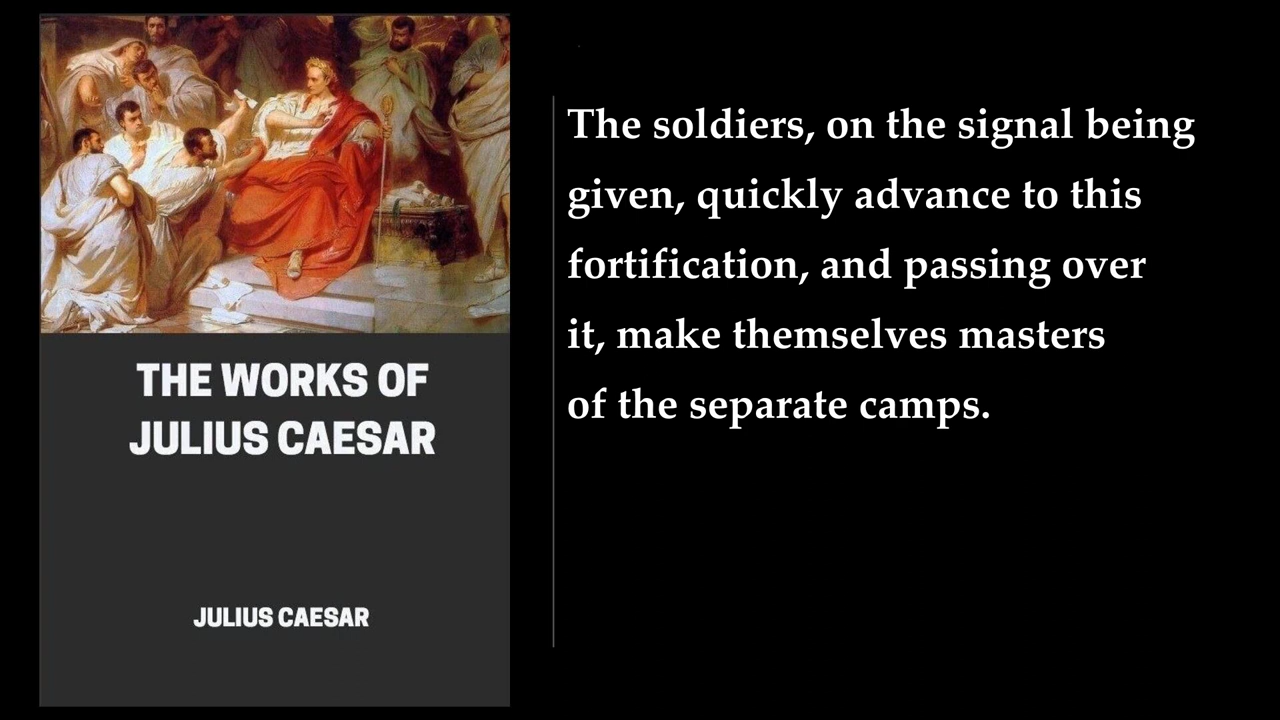 THE WORKS OF
JULIUS CAESAR
JULIUS CAESAR
The soldiers, on the signal being
given, quickly advance to this
fortification, and passing over
it, make themselves masters
of the separate camps.